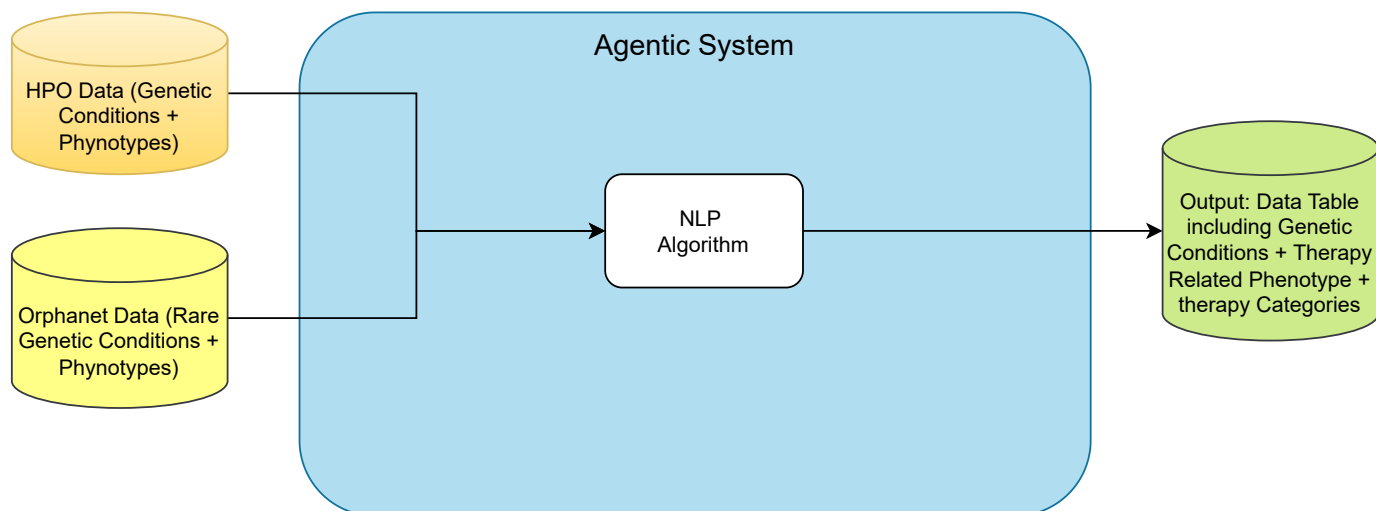 Agentic System
HPO Data (Genetic
Conditions +
Phynotypes)
NLP
Algorithm
Output: Data Table
including Genetic
Conditions + Therapy
Related Phenotype +
therapy Categories
Orphanet Data (Rare
Genetic Conditions +
Phynotypes)